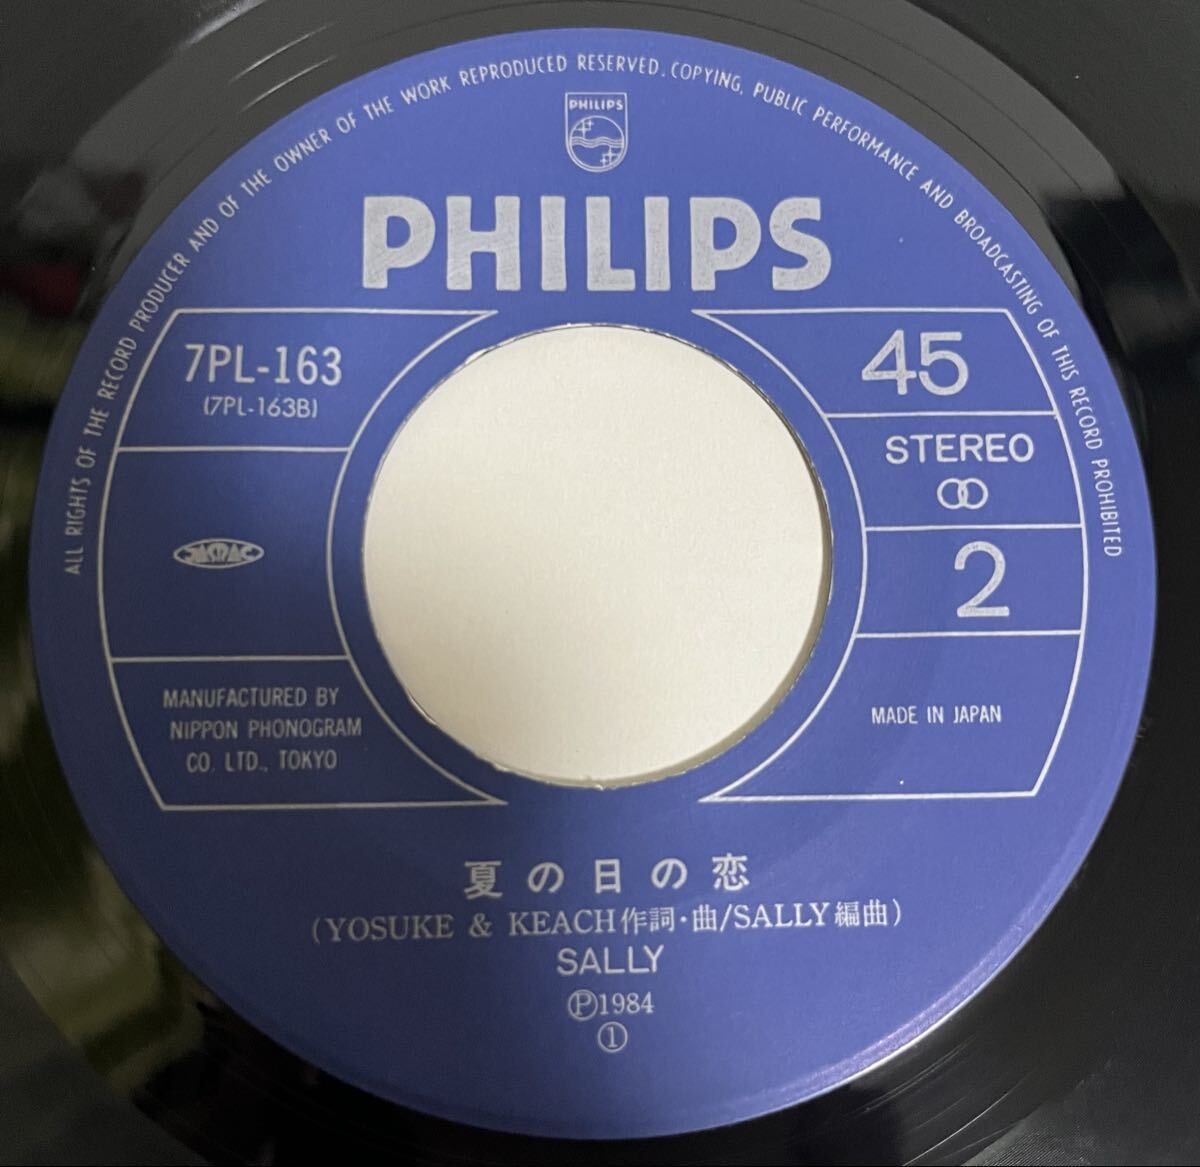 ALL RIGHTS OF THE RECORD PRODUCER AND OF THE OWNER OF THE WORK REPRODUCED RESERVED. COPYING, PUBLIC PERFORMANCE AND BROADCASTING OF THIS RECORD PROHIBITED
PHILIPS
PHILIPS
7PL-163
(7PL-163B)
JASRAC
MANUFACTURED BY
NIPPON PHONOGRAM
CO. LTD., TOKYO
45
STEREO
2
MADE IN JAPAN
夏の日の恋
(YOSUKE & KEACH作詞・曲/SALLY編曲)
SALLY
Ⓟ1984
①